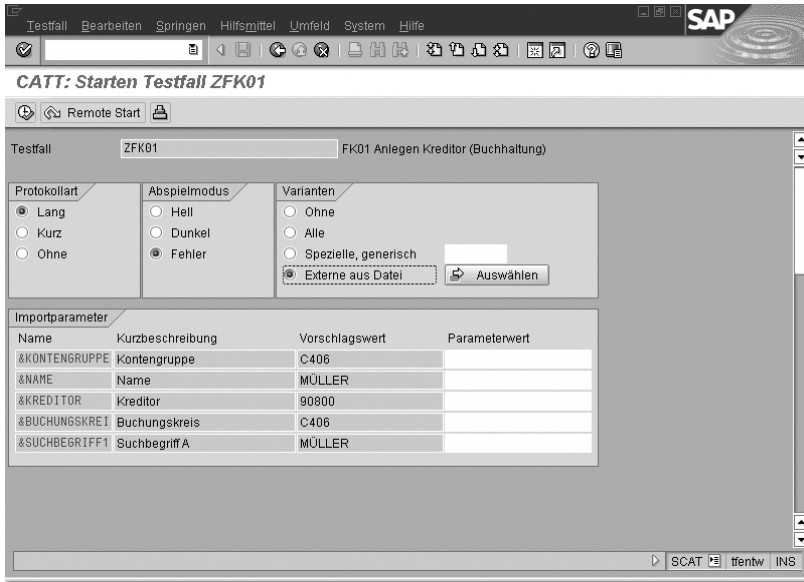 Testfall Bearbeiten Springen Hilfsmittel Umfeld System Hilfe
SAP
CATT: Starten Testfall ZFK01
Remote Start
Testfall ZFK01 FK01 Anlegen Kreditor (Buchhaltung)
Protokollart Abspielmodus Varianten
Lang Hell Ohne
Kurz Dunkel Alle
Ohne Fehler Spezielle, generisch
Externe aus Datei Auswählen
Importparameter
Name Kurzbeschreibung Vorschlagswert Parameterwert
&KONTENGRUPPE Kontengruppe C406
&NAME Name MÜLLER
&KREDITOR Kreditor 90800
&BUCHUNGSKREI Buchungskreis C406
&SUCHBEGRIFF1 Suchbegriff A MÜLLER
SCAT tfentw INS